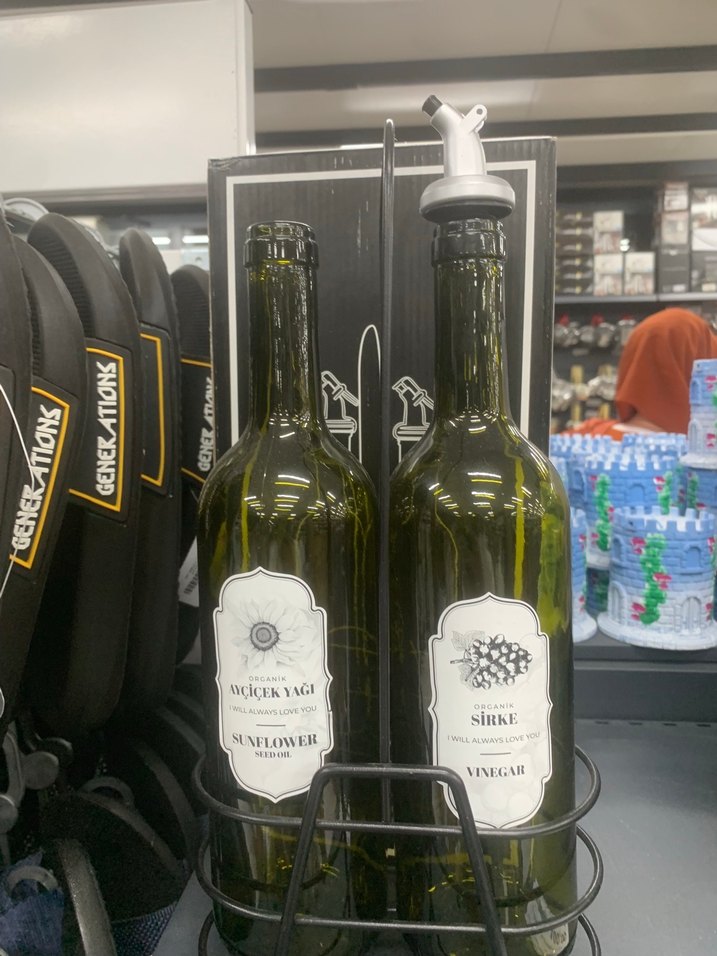 GENERATIONS
GENERATIONS
ORGANİK
AYÇİÇEK YAĞI
I WILL ALWAYS LOVE YOU
SUNFLOWER
SEED OIL
ORGANİK
SİRKE
I WILL ALWAYS LOVE YOU
VINEGAR